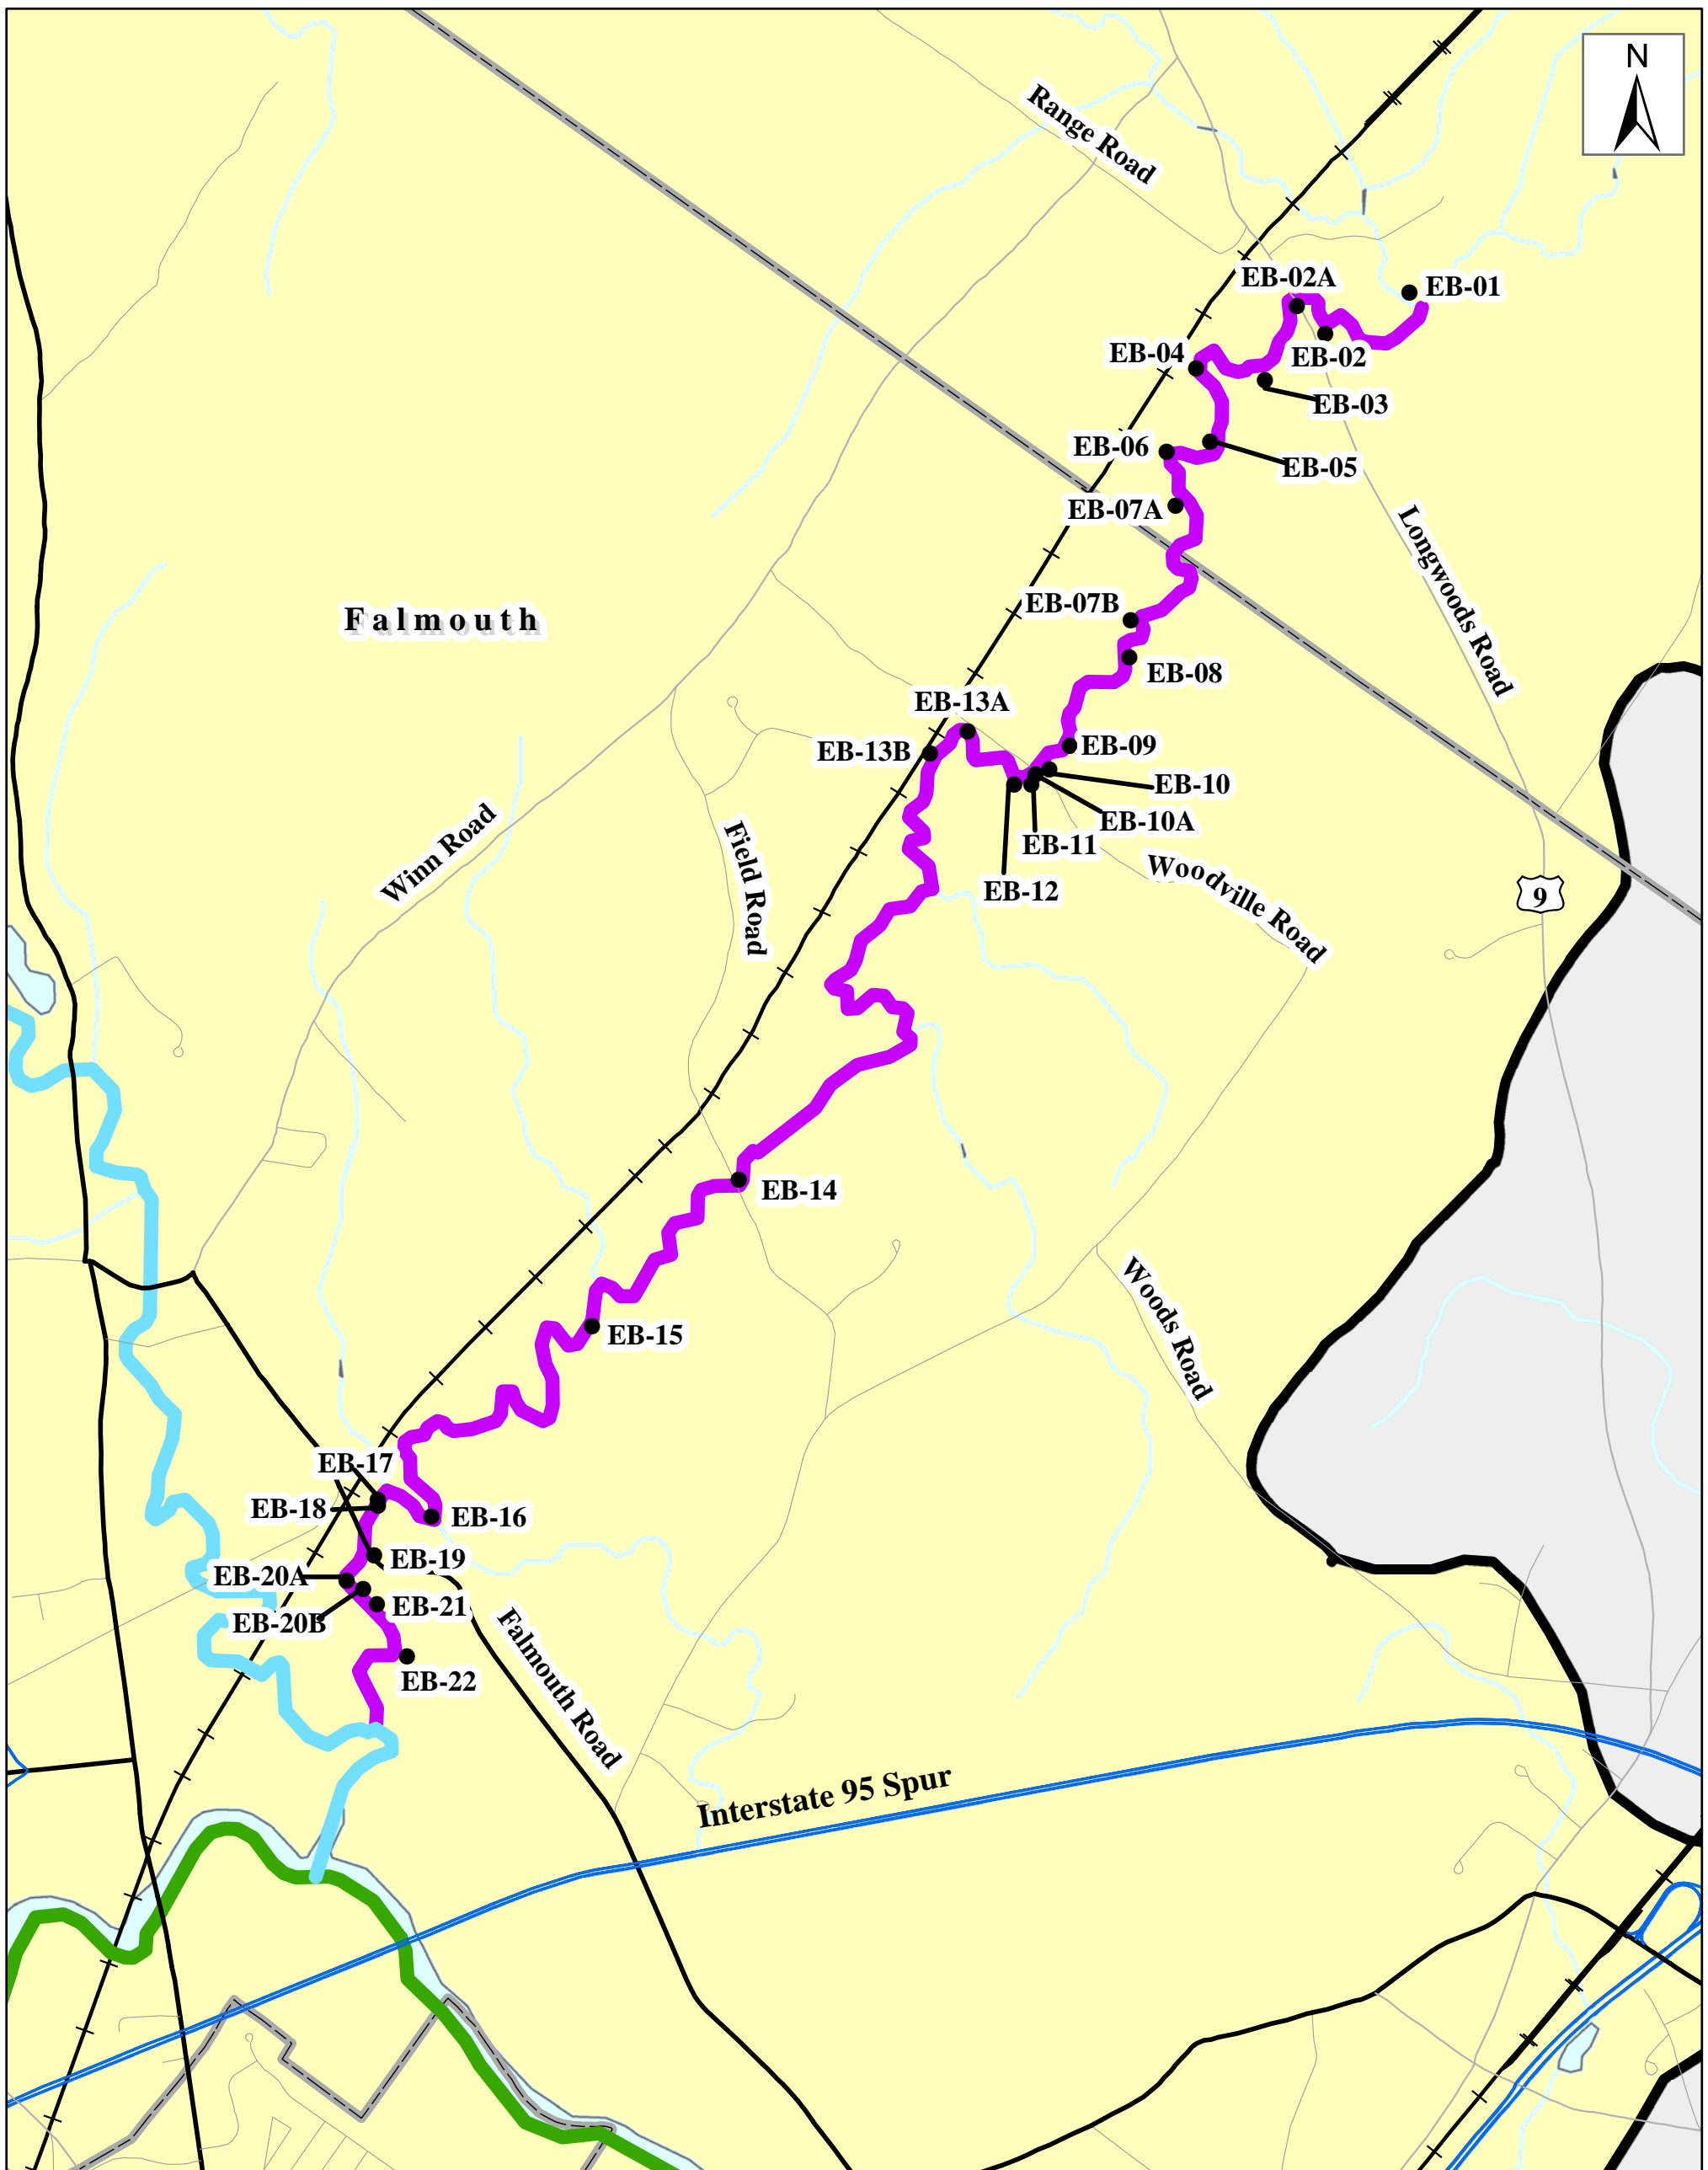 N
Range Road
EB-02A
EB-01
EB-04
EB-02
EB-03
EB-06
EB-05
EB-07A
Longwoods Road
EB-07B
Falmouth
EB-08
EB-13A
EB-13B
EB-09
EB-10
EB-10A
EB-11
EB-12
Winn Road
Field Road
Woodville Road
9
EB-14
Woods Road
EB-15
EB-17
EB-18
EB-16
EB-19
EB-20A
EB-21
EB-20B
EB-22
Falmouth Road
Interstate 95 Spur